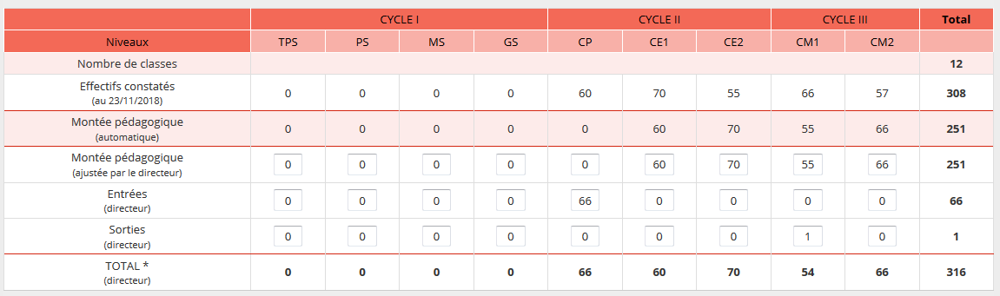 CYCLE I CYCLE II CYCLE III Total
Niveaux TPS PS MS GS CP CE1 CE2 CM1 CM2
Nombre de classes 12
Effectifs constatés
(au 23/11/2018) 0 0 0 0 60 70 55 66 57 308
Montée pédagogique
(automatique) 0 0 0 0 0 60 70 55 66 251
Montée pédagogique
(ajustée par le directeur) 0 0 0 0 0 60 70 55 66 251
Entrées
(directeur) 0 0 0 0 66 0 0 0 0 66
Sorties
(directeur) 0 0 0 0 0 0 0 1 0 1
TOTAL *
(directeur) 0 0 0 0 66 60 70 54 66 316